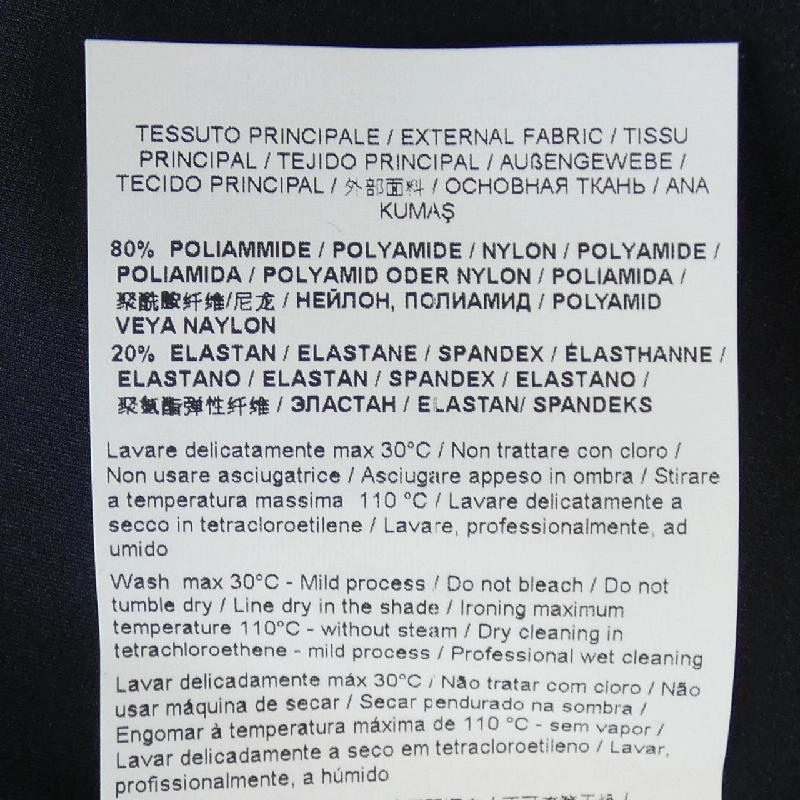 TESSUTO PRINCIPALE / EXTERNAL FABRIC / TISSU
PRINCIPAL / TEJIDO PRINCIPAL / AUßENGEWEBE /
TECIDO PRINCIPAL / 外部面料 / ОСНОВНАЯ ТКАНЬ / ANA
KUMAŞ
80% POLIAMMIDE / POLYAMIDE / NYLON / POLYAMIDE /
POLIAMIDA / POLYAMID ODER NYLON / POLIAMIDA /
聚酰胺纤维/尼龙 / НЕЙЛОН, ПОЛИАМИД / POLYAMID
VEYA NAYLON
20% ELASTAN / ELASTANE / SPANDEX / ÉLASTHANNE /
ELASTANO / ELASTAN / SPANDEX / ELASTANO /
聚氨酯弹性纤维 / ЭЛАСТАН / ELASTAN/ SPANDEKS
Lavare delicatamente max 30°C / Non trattare con cloro /
Non usare asciugatrice / Asciugare appeso in ombra / Stirare
a temperatura massima 110 °C / Lavare delicatamente a
secco in tetracloroetilene / Lavare, professionalmente, ad
umido
Wash max 30°C - Mild process / Do not bleach / Do not
tumble dry / Line dry in the shade / Ironing maximum
temperature 110°C - without steam / Dry cleaning in
tetrachloroethene - mild process / Professional wet cleaning
Lavar delicadamente máx 30°C / Não tratar com cloro / Não
usar máquina de secar / Secar pendurado na sombra /
Engomar à temperatura máxima de 110 °C - sem vapor /
Lavar delicadamente a seco em tetracloroetileno / Lavar,
profissionalmente, a húmido